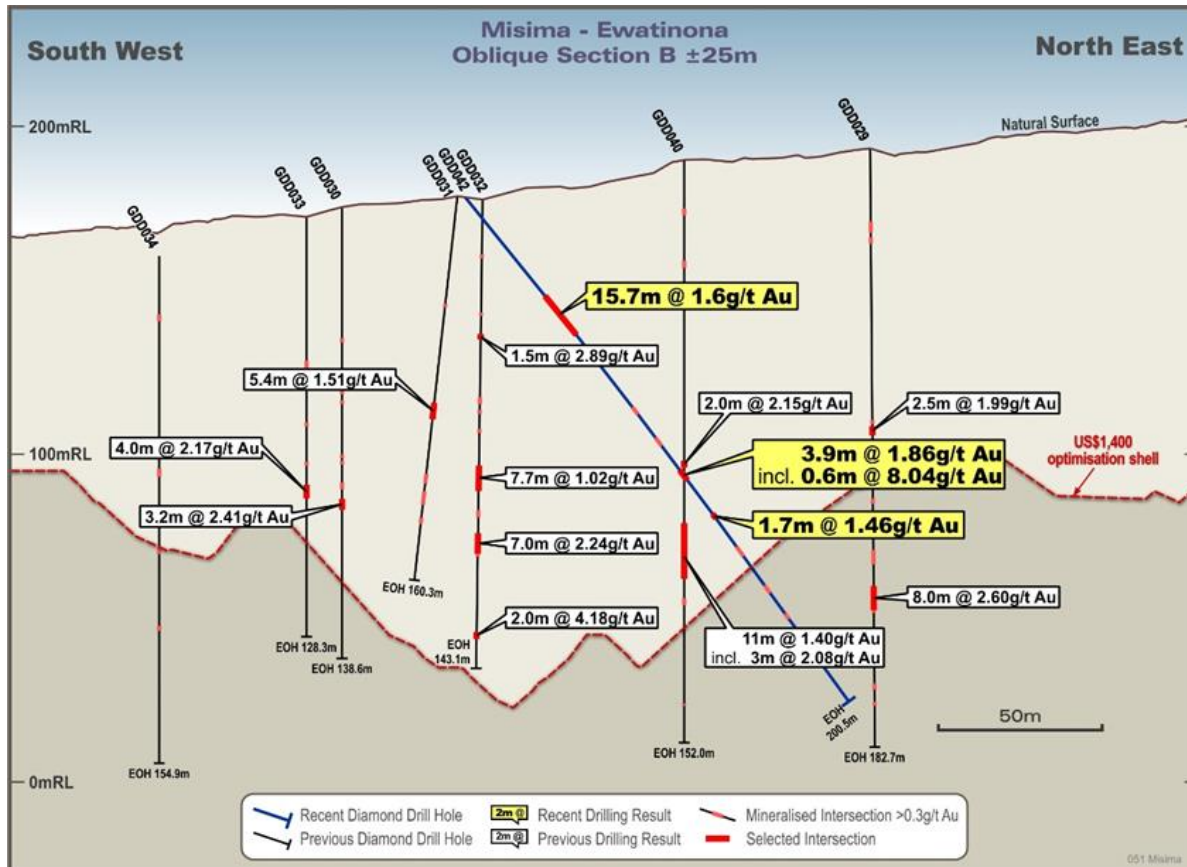 Misima - Ewatinona
Oblique Section B ±25m
South West
North East
200mRL
100mRL
0mRL
Natural Surface
GDD034
GDD033
GDD030
GDD031
GDD042
GDD032
GDD040
GDD029
15.7m @ 1.6g/t Au
1.5m @ 2.89g/t Au
5.4m @ 1.51g/t Au
2.0m @ 2.15g/t Au
2.5m @ 1.99g/t Au
US$1,400
optimisation shell
4.0m @ 2.17g/t Au
3.9m @ 1.86g/t Au
incl. 0.6m @ 8.04g/t Au
7.7m @ 1.02g/t Au
3.2m @ 2.41g/t Au
1.7m @ 1.46g/t Au
7.0m @ 2.24g/t Au
8.0m @ 2.60g/t Au
2.0m @ 4.18g/t Au
11m @ 1.40g/t Au
incl. 3m @ 2.08g/t Au
EOH 160.3m
EOH 128.3m
EOH 138.6m
EOH
143.1m
EOH
200.5m
EOH 154.9m
EOH 152.0m
EOH 182.7m
50m
Recent Diamond Drill Hole
Previous Diamond Drill Hole
2m @
Recent Drilling Result
2m @
Previous Drilling Result
Mineralised Intersection >0.3g/t Au
Selected Intersection
051 Misima